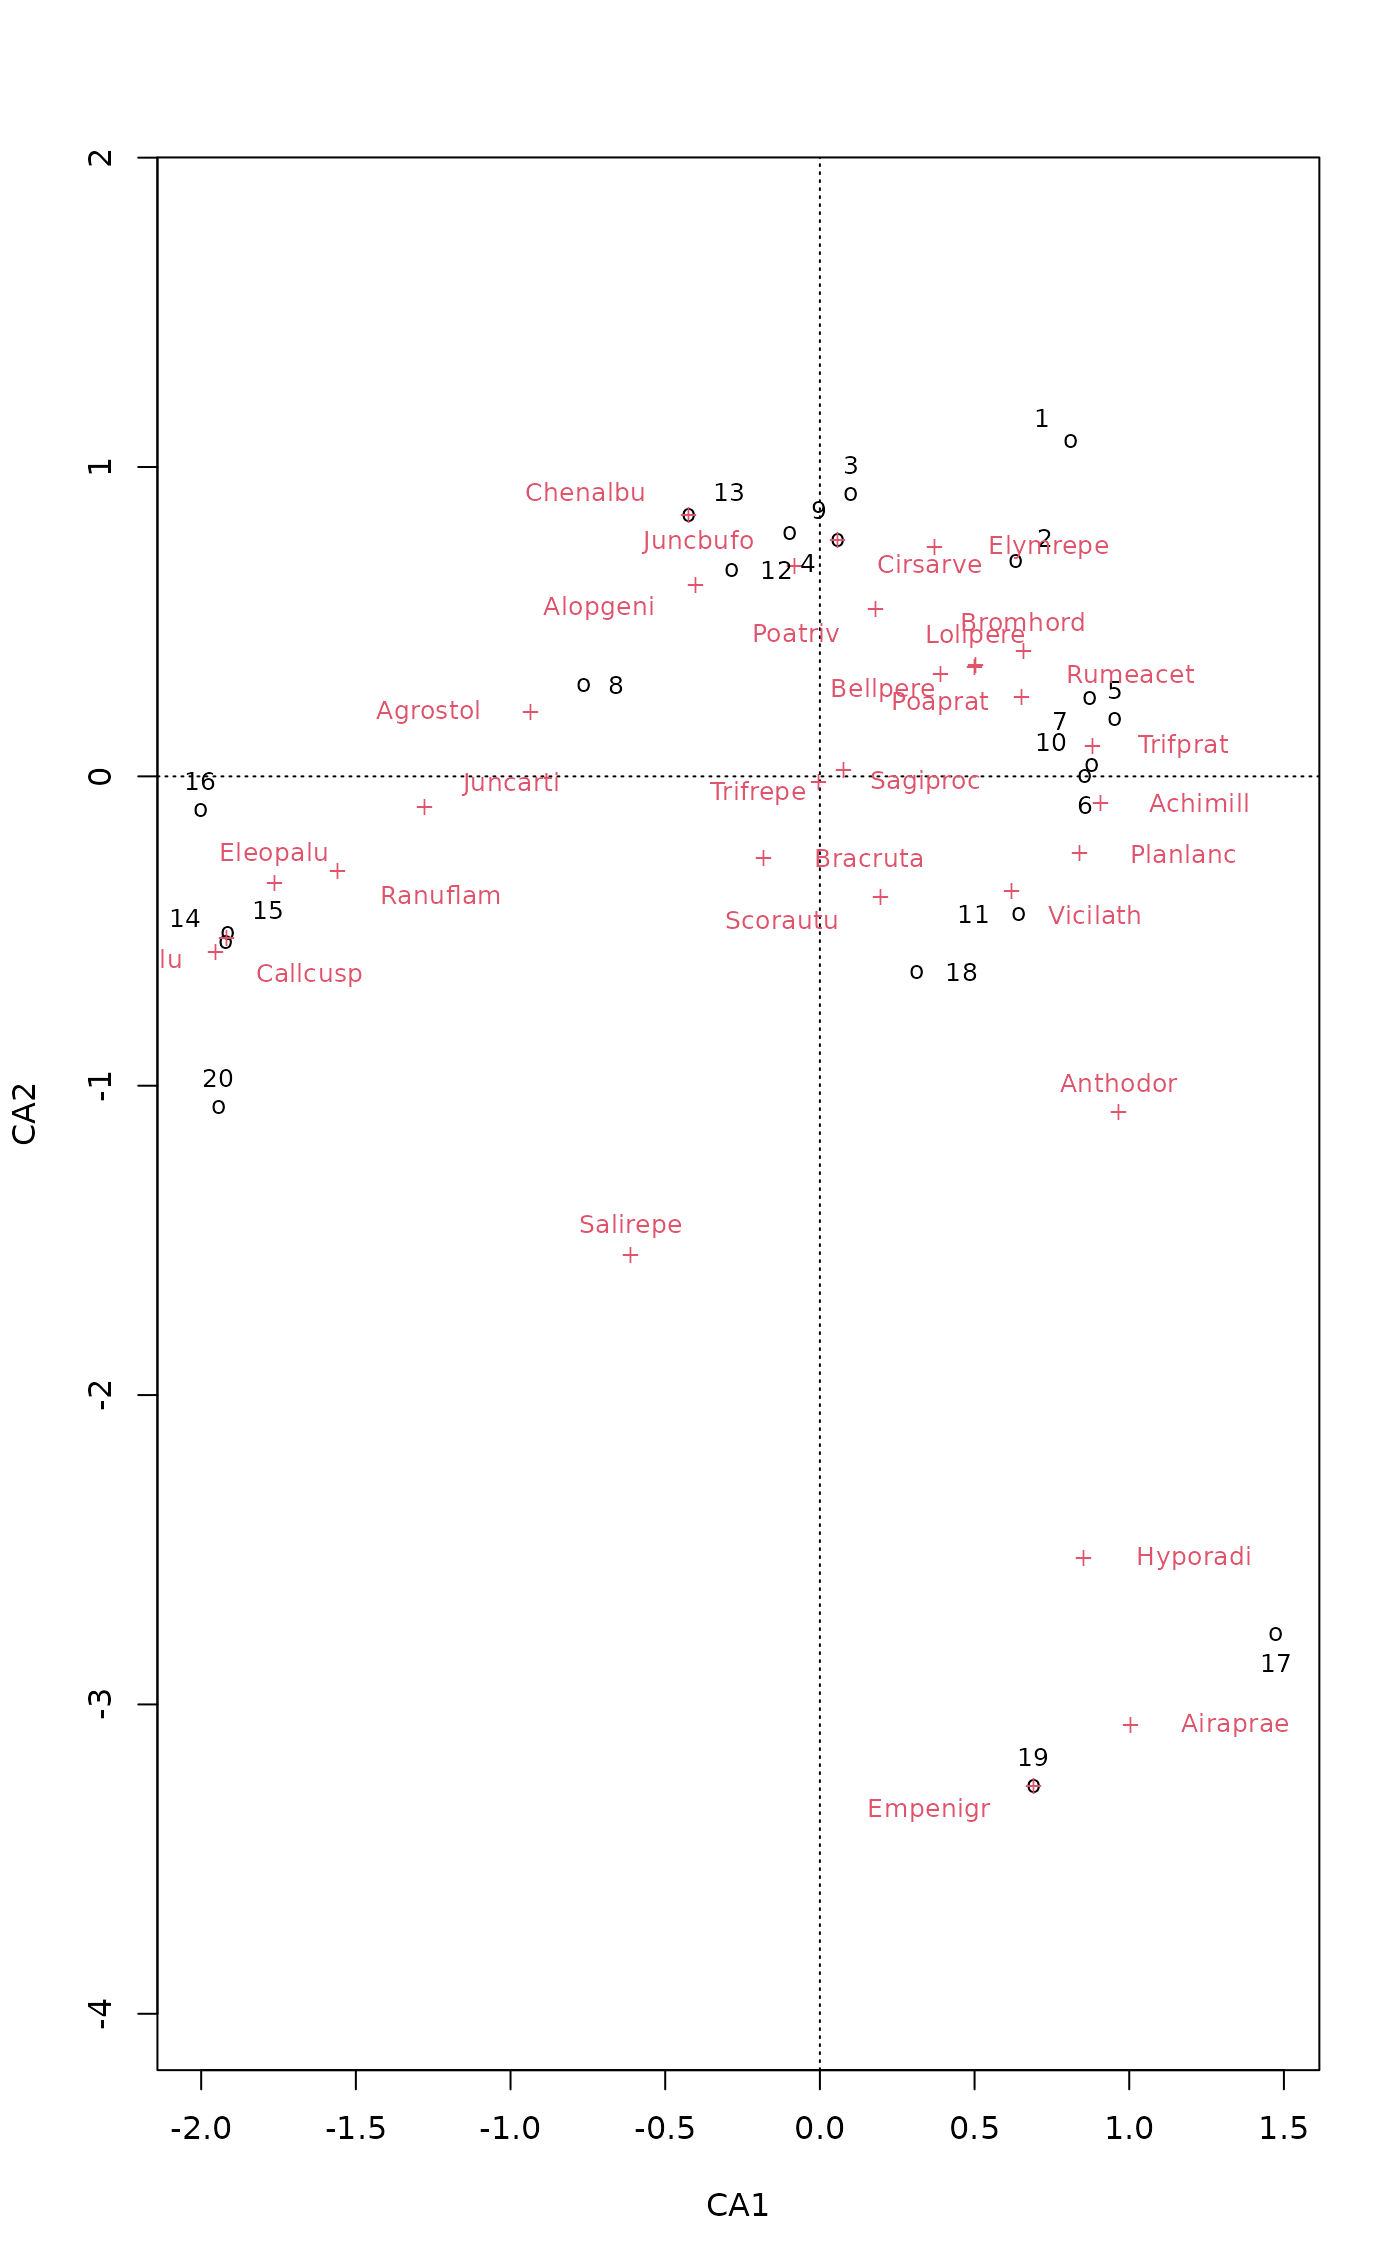 2
1
3
Chenalbu 13
9
2
Juncbufo
Elymrepe
12 4
Cirsarve
Alopgeni
Bromhord
Poatriv
Lolipere
Rumeacet
8
Bellpere
5
Poaprat
Agrostol
7
10
Trifprat
16
Juncarti
Trifrepe
Sagiproc
6
Achimill
Eleopalu
Bracruta
Planlanc
Ranuflam
15
14
Scorautu
11
Vicilath
lu
Callcusp
18
20
Anthodor
Salirepe
Hyporadi
17
Airaprae
19
Empenigr
1
0
-1
-2
-3
-4
CA2
-2.0 -1.5 -1.0 -0.5 0.0 0.5 1.0 1.5
CA1